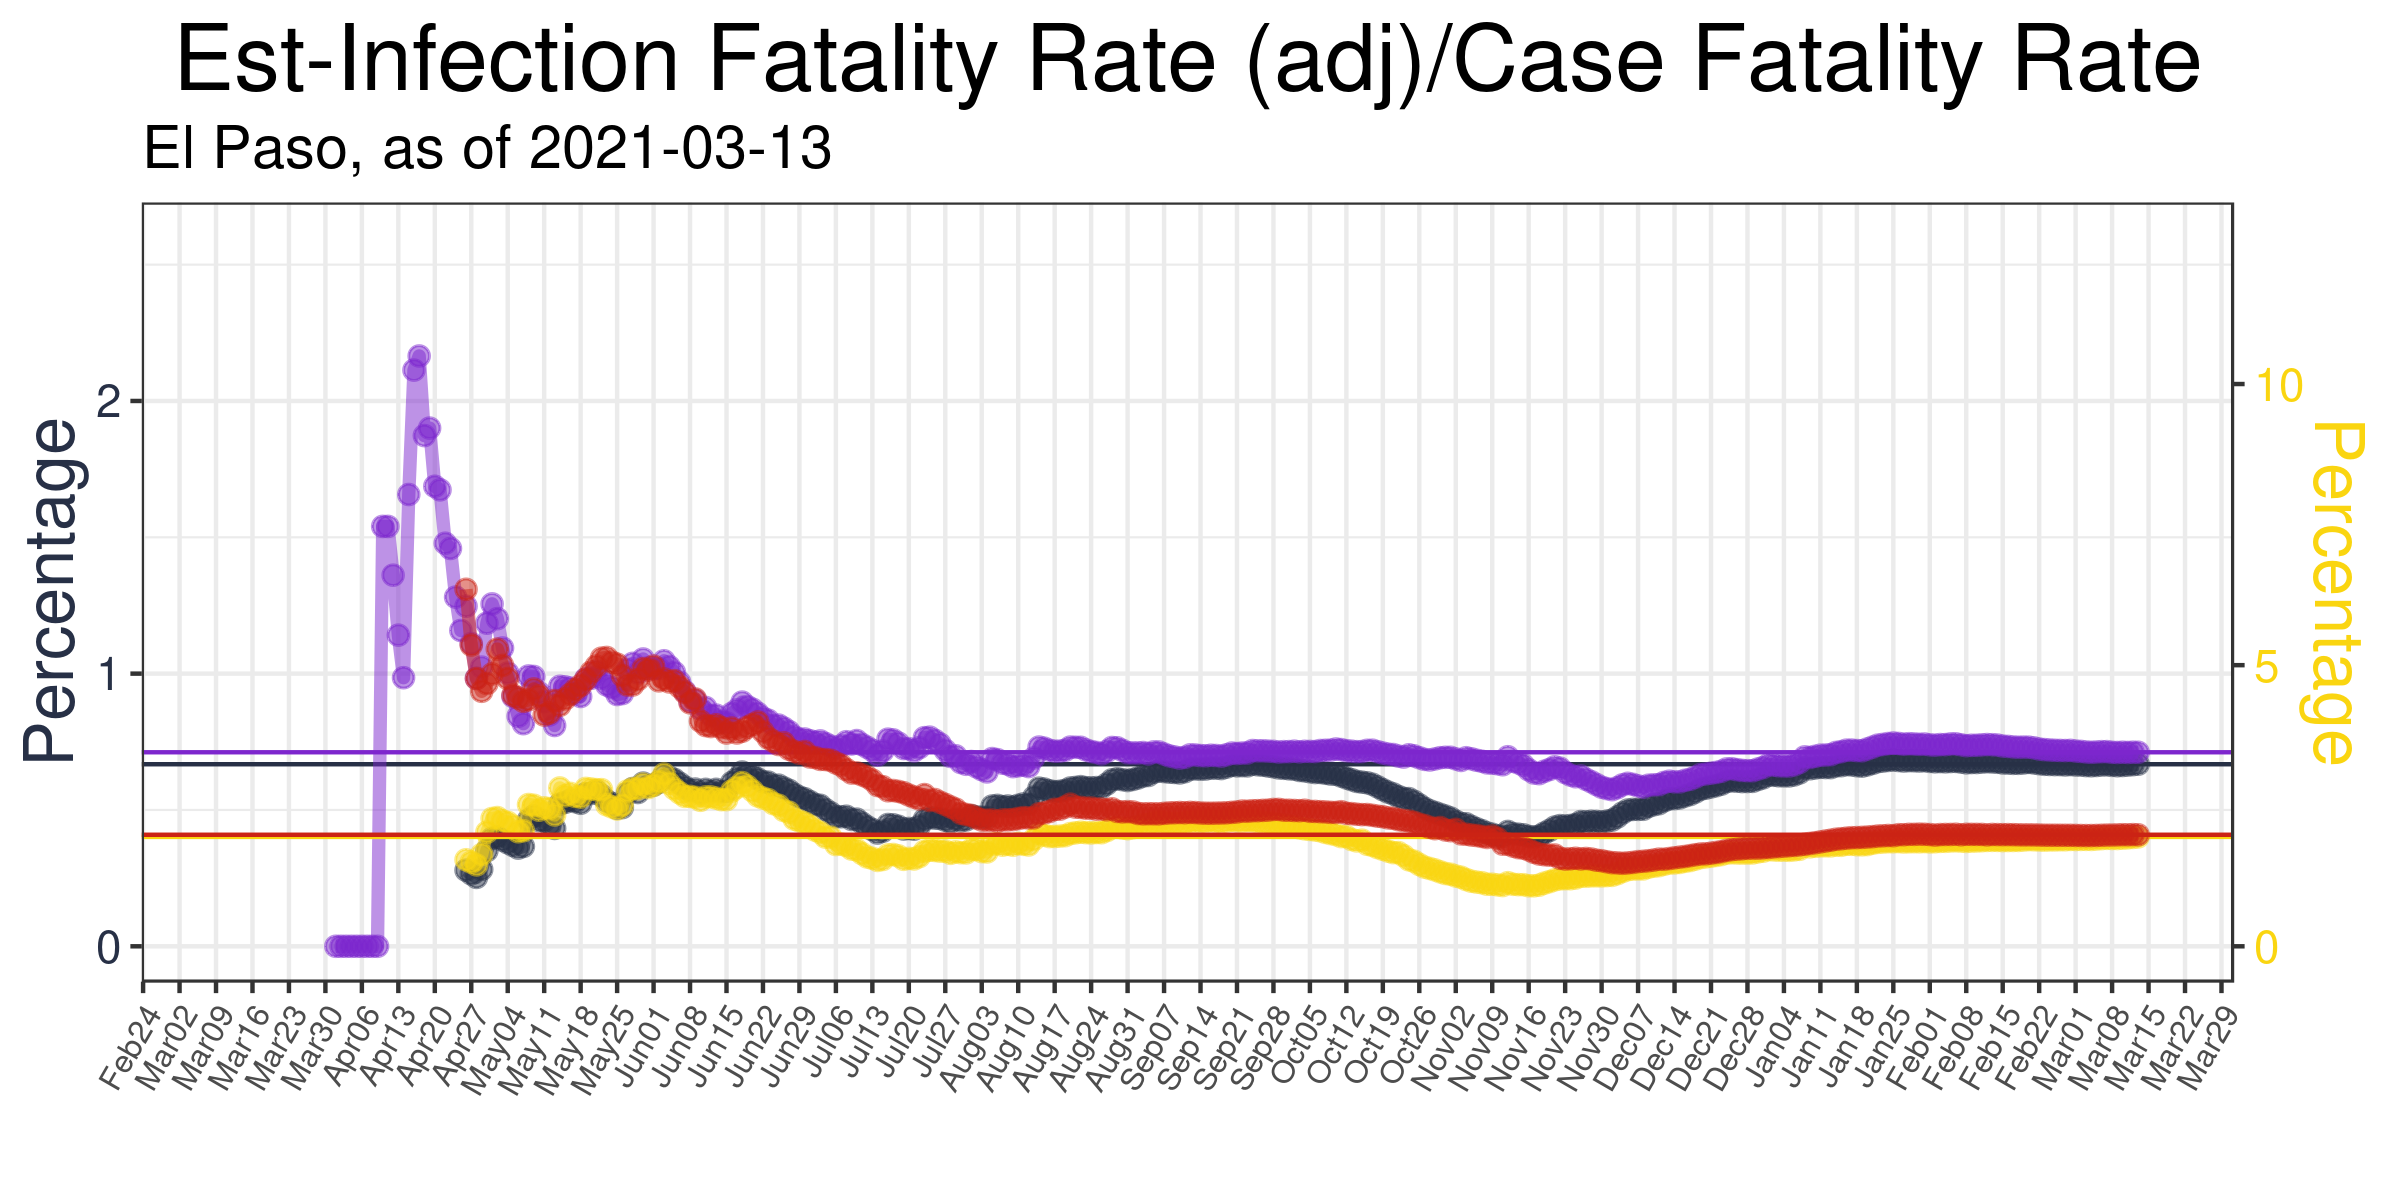 Est-Infection Fatality Rate (adj)/Case Fatality Rate
El Paso, as of 2021-03-13
Percentage
2
1
0
10
5
0
Percentage
Feb24
Mar02
Mar09
Mar16
Mar23
Mar30
Apr06
Apr13
Apr20
Apr27
May04
May11
May18
May25
Jun01
Jun08
Jun15
Jun22
Jun29
Jul06
Jul13
Jul20
Jul27
Aug03
Aug10
Aug17
Aug24
Aug31
Sep07
Sep14
Sep21
Sep28
Oct05
Oct12
Oct19
Oct26
Nov02
Nov09
Nov16
Nov23
Nov30
Dec07
Dec14
Dec21
Dec28
Jan04
Jan11
Jan18
Jan25
Feb01
Feb08
Feb15
Feb22
Mar01
Mar08
Mar15
Mar22
Mar29